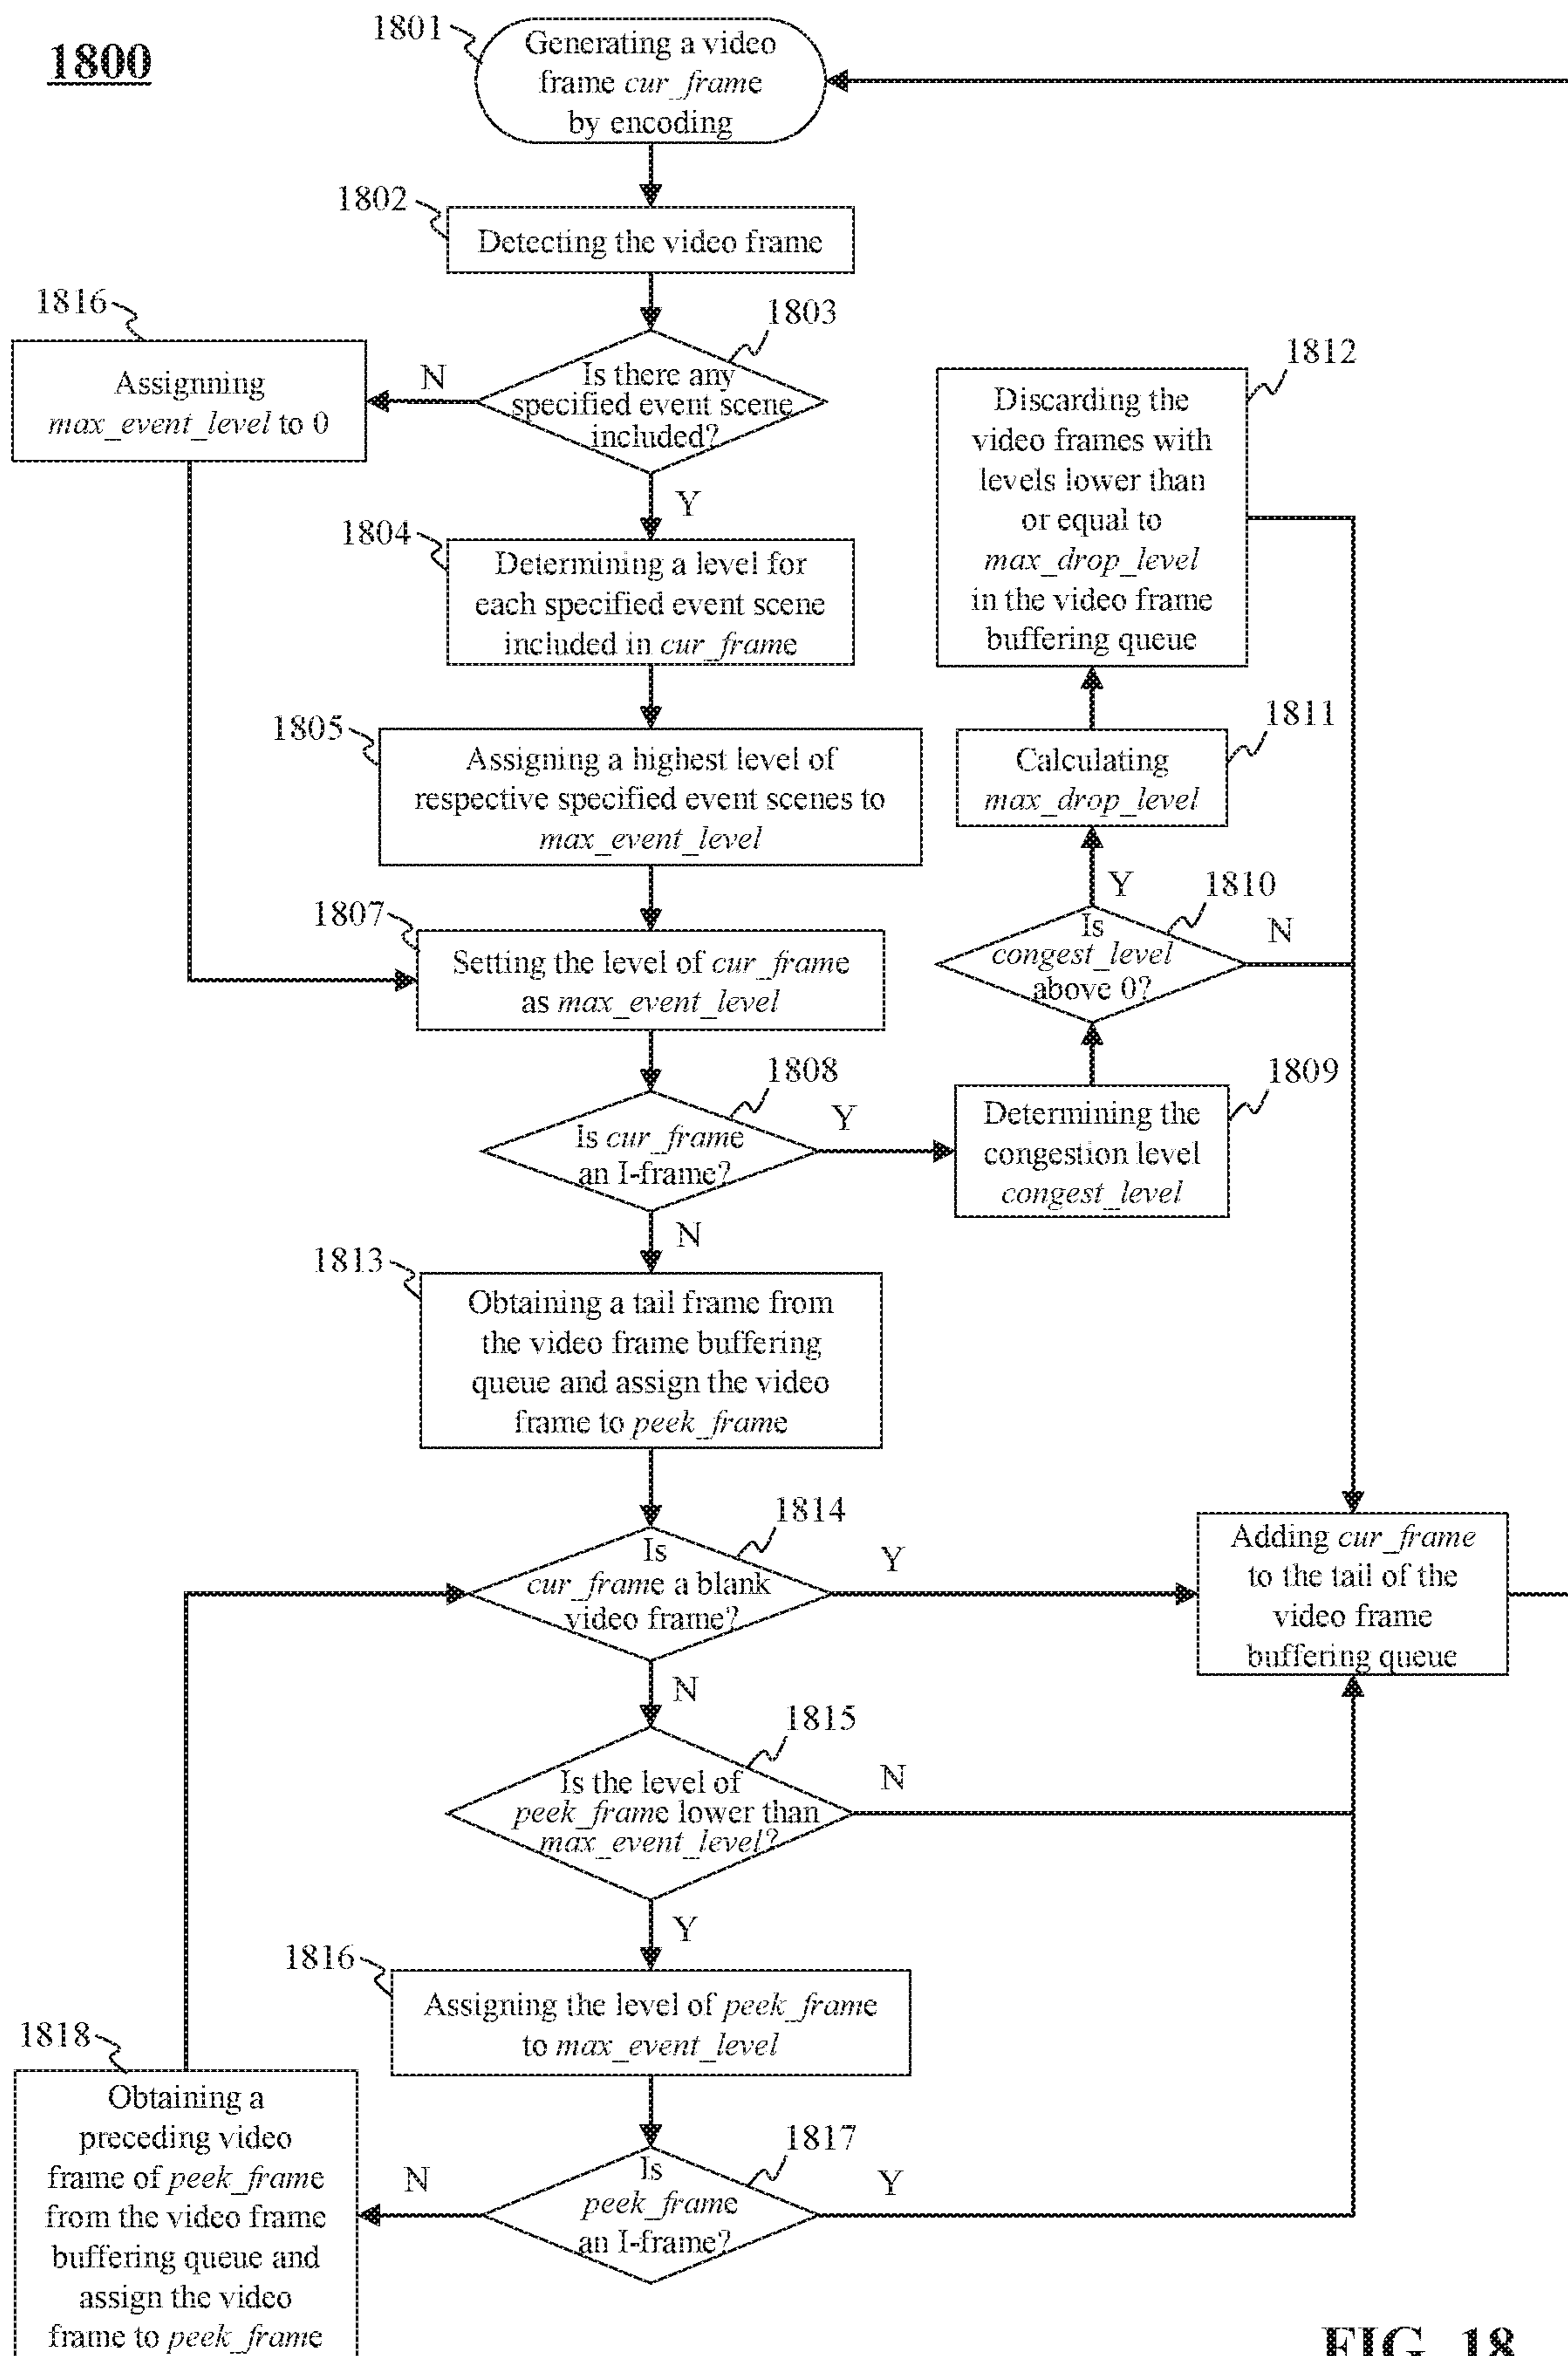 1800
1801
Generating a video
frame cur_frame
by encoding
1802
Detecting the video frame
1803
Is there any
specified event scene
included?
N
Y
1816
Assignning
max_event_level to 0
1804
Determining a level for
each specified event scene
included in cur_frame
1805
Assigning a highest level of
respective specified event scenes to
max_event_level
1807
Setting the level of cur_frame
as max_event_level
1808
Is cur_frame
an I-frame?
Y
N
1809
Determining the
congestion level
congest_level
1810
Is
congest_level
above 0?
Y
N
1811
Calculating
max_drop_level
1812
Discarding the
video frames with
levels lower than
or equal to
max_drop_level
in the video frame
buffering queue
1813
Obtaining a tail frame from
the video frame buffering
queue and assign the video
frame to peek_frame
1814
Is
cur_frame a blank
video frame?
Y
N
Adding cur_frame
to the tail of the
video frame
buffering queue
1815
Is the level of
peek_frame lower than
max_event_level?
N
Y
1816
Assigning the level of peek_frame
to max_event_level
1817
Is
peek_frame
an I-frame?
N
Y
1818
Obtaining a
preceding video
frame of peek_frame
from the video frame
buffering queue and
assign the video
frame to peek_frame
FIG. 18